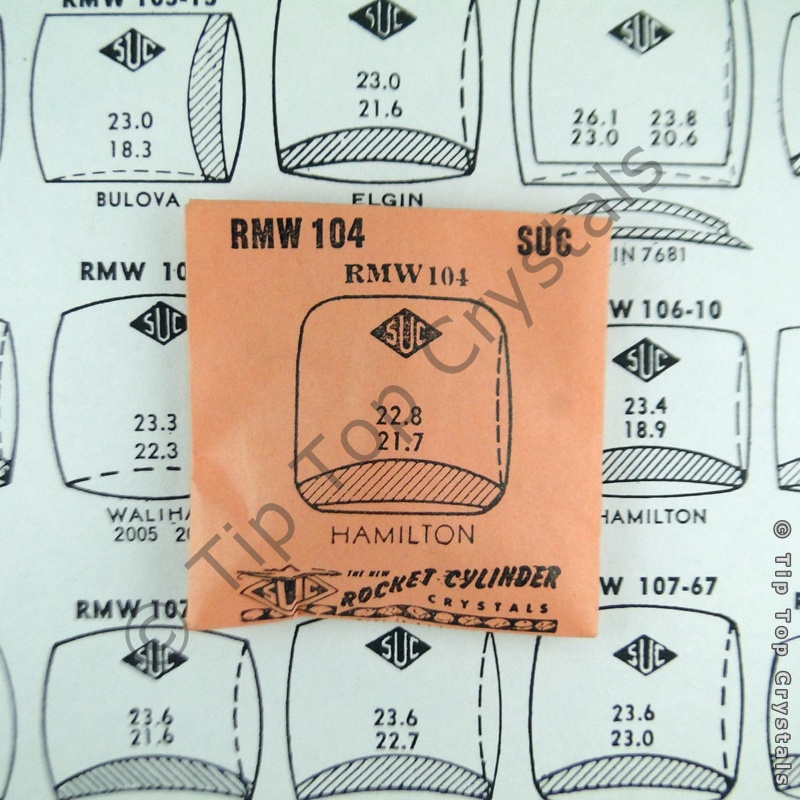 RMW 105-15
SUC
23.0
18.3
BULOVA
SUC
23.0
21.6
ELGIN
SUC
26.1 23.8
23.0 20.6
IN 7681
RMW 10
SUC
23.3
22.3
2005 20
RMW 104 SUC
RMW 104
SUC
22.8
21.7
HAMILTON
SUC
THE NEW
ROCKET CYLINDER
CRYSTALS
W 106-10
SUC
23.4
18.9
HAMILTON
RMW 107
SUC
23.6
21.6
SUC
23.6
22.7
W 107-67
SUC
23.6
23.0
© Tip Top Crystals
© Tip Top Crystals